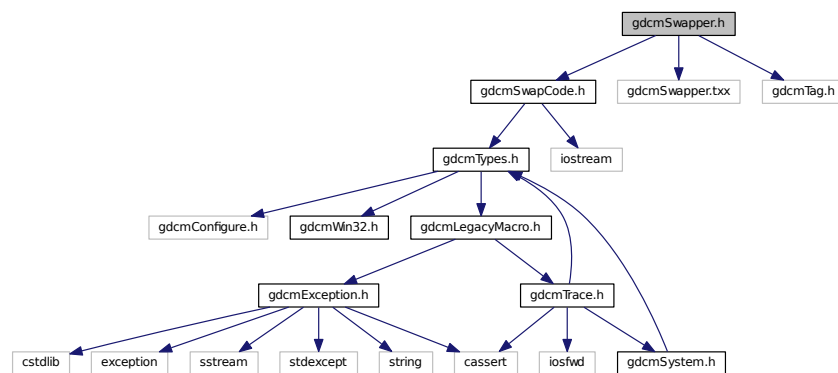 gdcmSwapper.h
gdcmSwapCode.h
gdcmSwapper.txx
gdcmTag.h
gdcmTypes.h
iostream
gdcmConfigure.h
gdcmWin32.h
gdcmLegacyMacro.h
gdcmException.h
gdcmTrace.h
cstdlib
exception
sstream
stdexcept
string
cassert
iosfwd
gdcmSystem.h